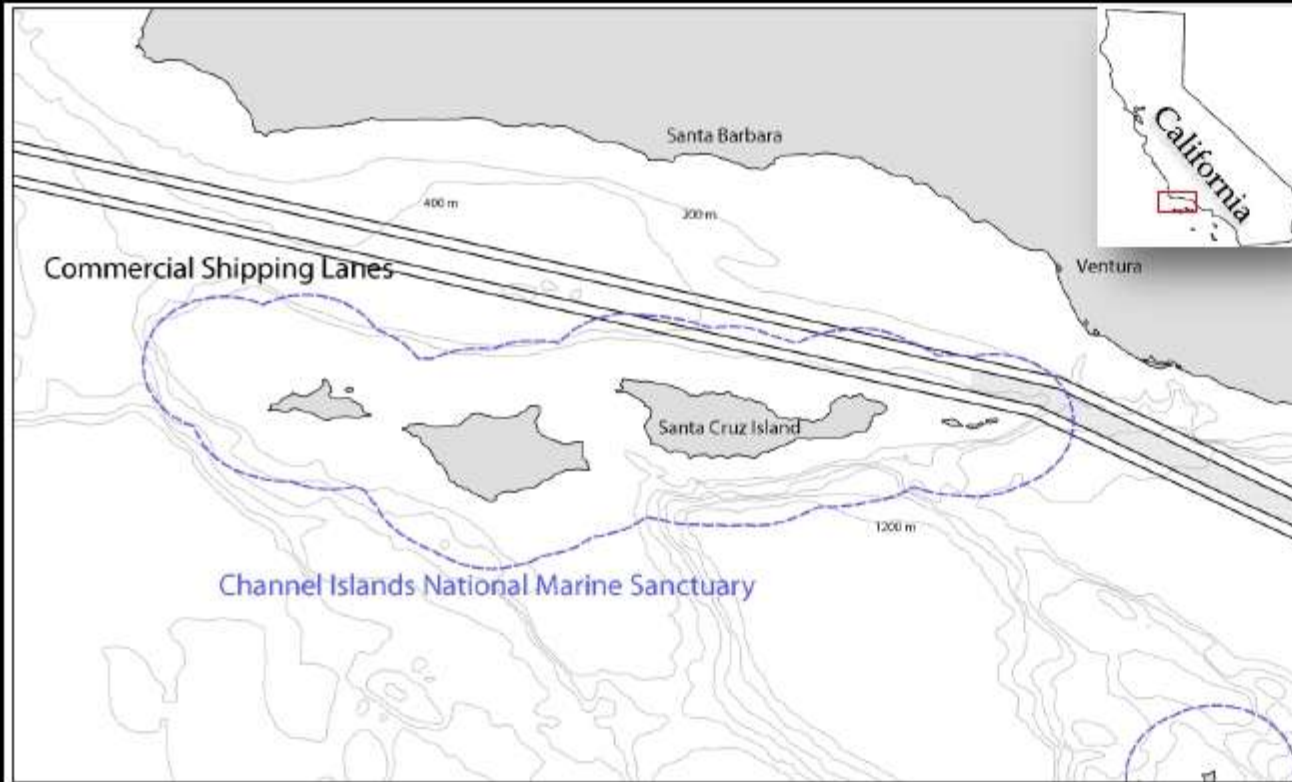 California
Santa Barbara
400 m
200 m
Ventura
Commercial Shipping Lanes
Santa Cruz Island
1200 m
Channel Islands National Marine Sanctuary